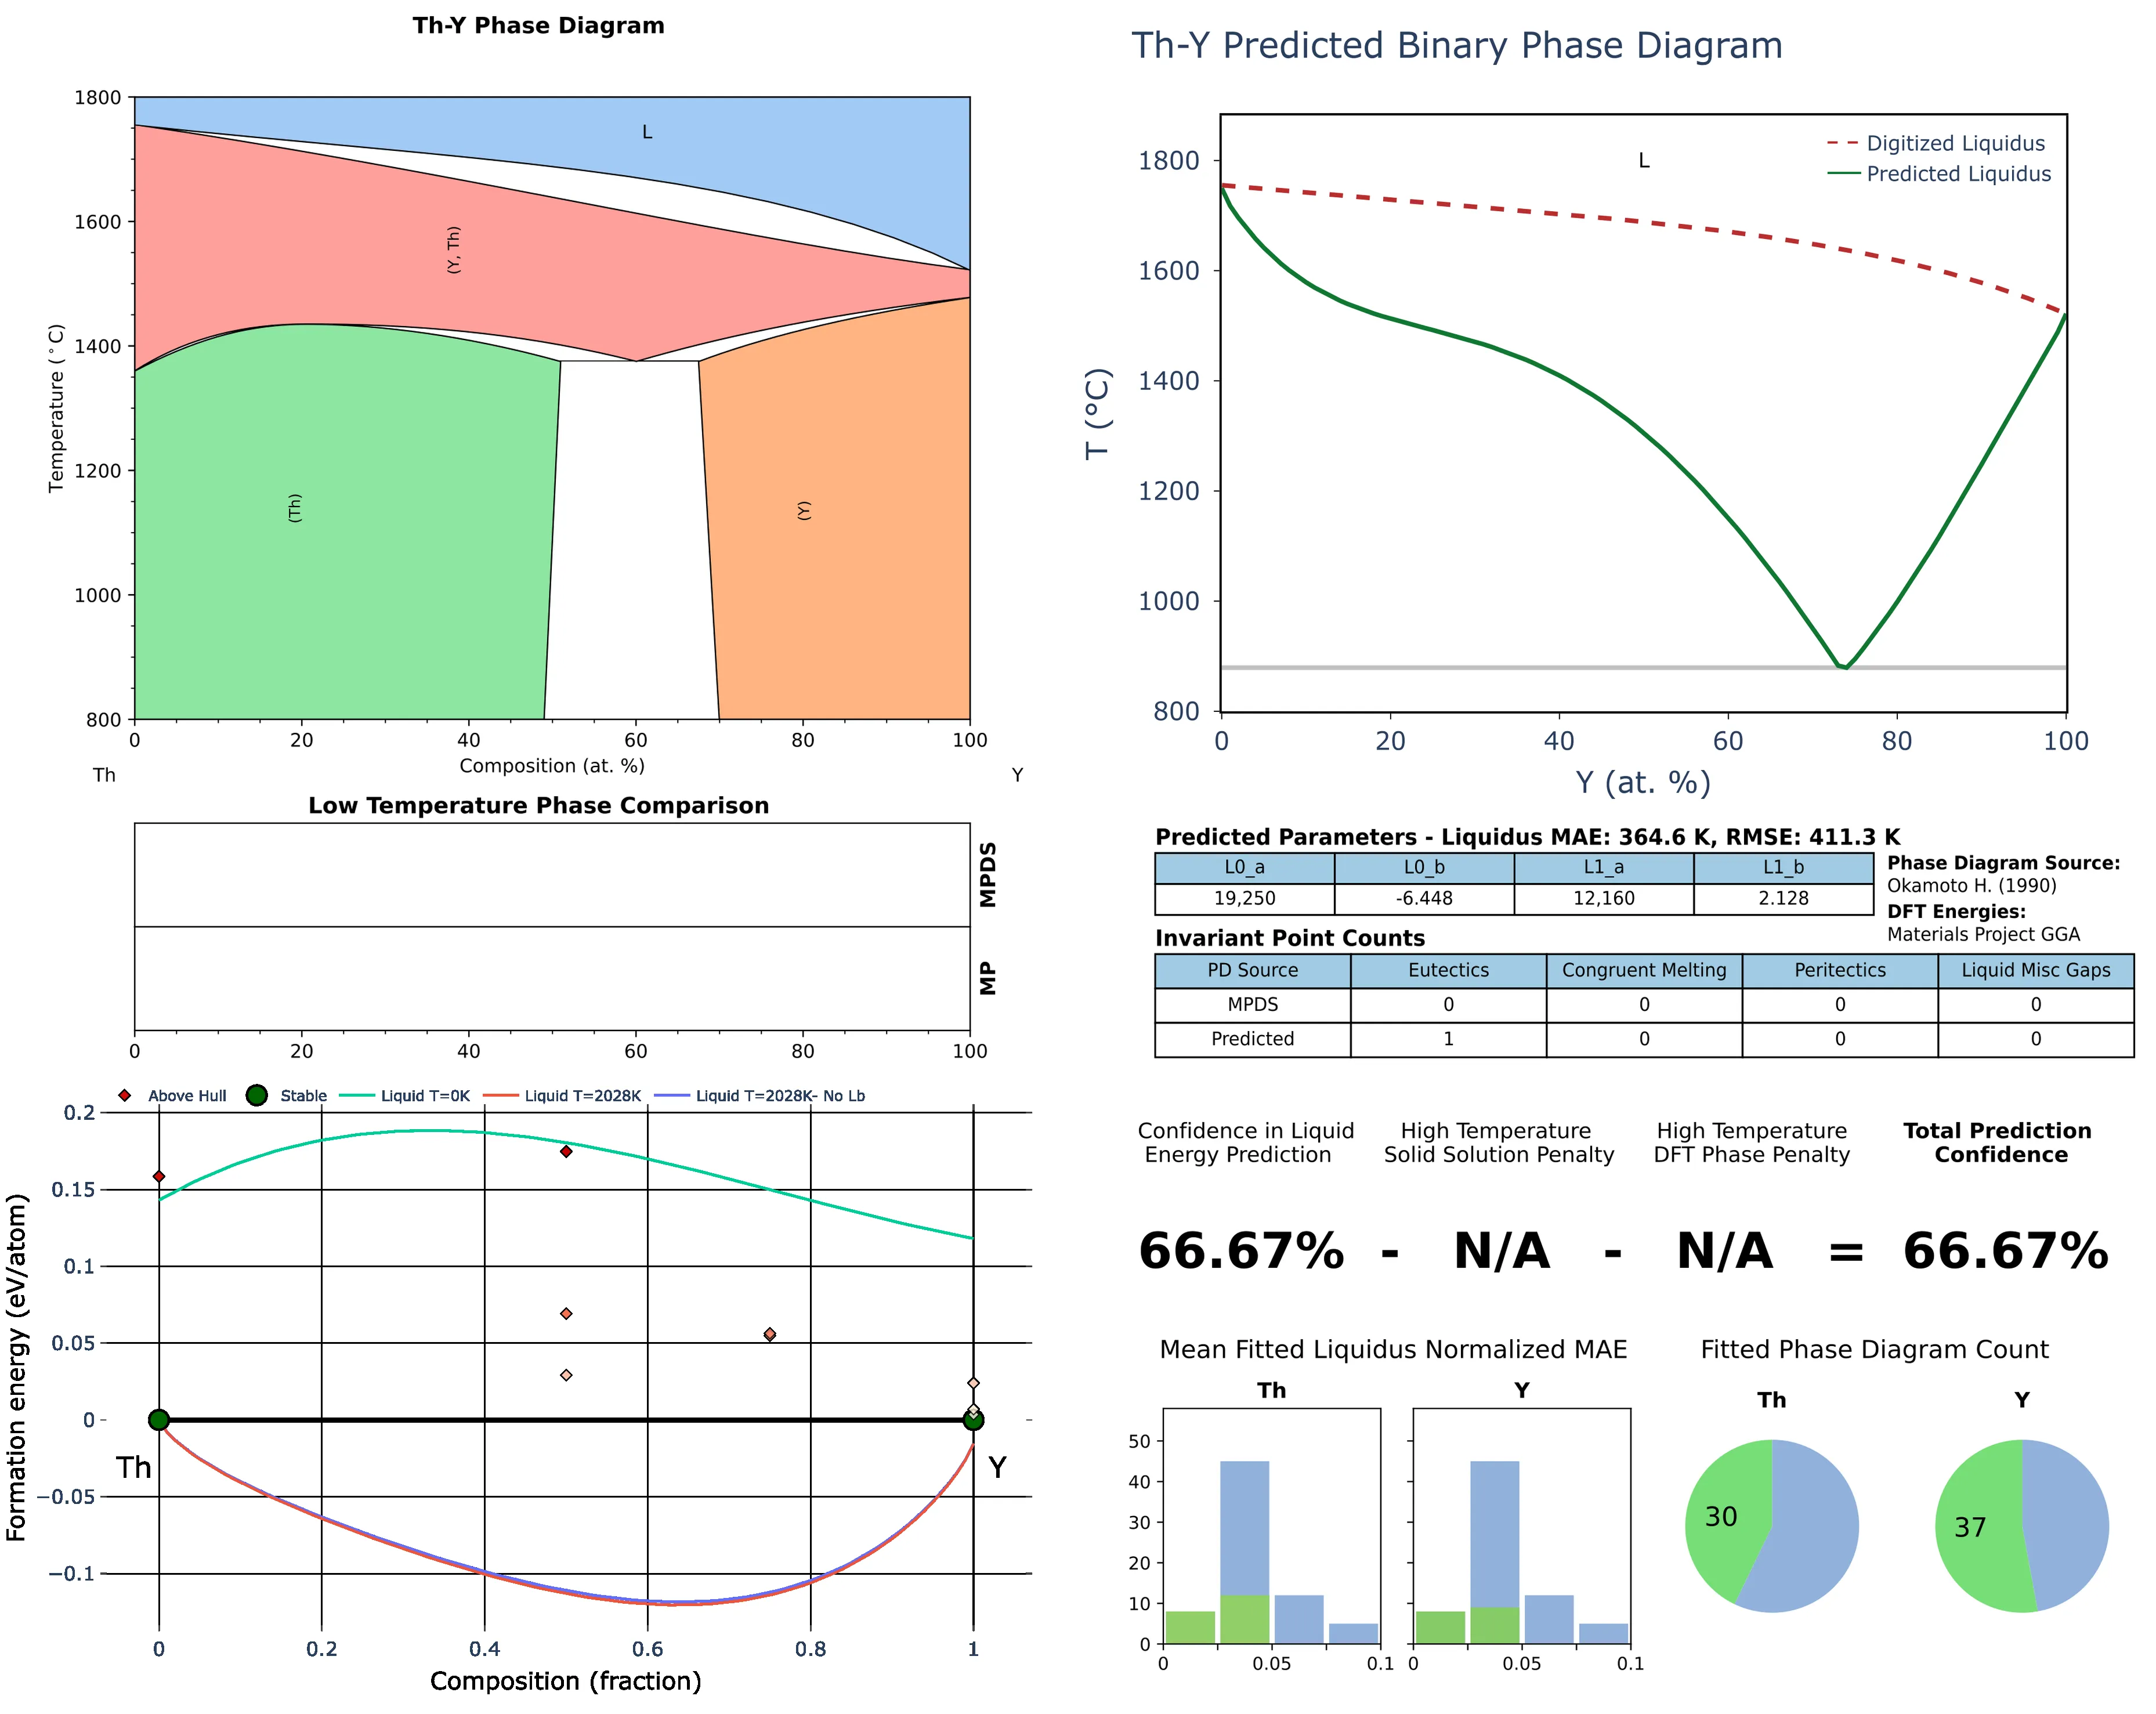 Th-Y Phase Diagram
1800
1600
1400
1200
1000
800
Temperature (°C)
L
(Y, Th)
(Th)
(Y)
0 20 40 60 80 100
Th Composition (at. %) Y
Low Temperature Phase Comparison
MPDS
MP
0 20 40 60 80 100
Above Hull Stable Liquid T=0K Liquid T=2028K Liquid T=2028K- No Lb
0.2
0.15
0.1
0.05
0
−0.05
−0.1
Formation energy (eV/atom)
Th
Y
0 0.2 0.4 0.6 0.8 1
Composition (fraction)
Th-Y Predicted Binary Phase Diagram
1800
1600
1400
1200
1000
800
T (°C)
L
Digitized Liquidus
Predicted Liquidus
0 20 40 60 80 100
Y (at. %)
Predicted Parameters - Liquidus MAE: 364.6 K, RMSE: 411.3 K
L0_a L0_b L1_a L1_b
19,250 -6.448 12,160 2.128
Phase Diagram Source:
Okamoto H. (1990)
DFT Energies:
Materials Project GGA
Invariant Point Counts
PD Source Eutectics Congruent Melting Peritectics Liquid Misc Gaps
MPDS 0 0 0 0
Predicted 1 0 0 0
Confidence in Liquid
Energy Prediction
High Temperature
Solid Solution Penalty
High Temperature
DFT Phase Penalty
Total Prediction
Confidence
66.67% - N/A - N/A = 66.67%
Mean Fitted Liquidus Normalized MAE
Th
Y
50
40
30
20
10
0
0 0.05 0.1
0 0.05 0.1
Fitted Phase Diagram Count
Th
Y
30
37